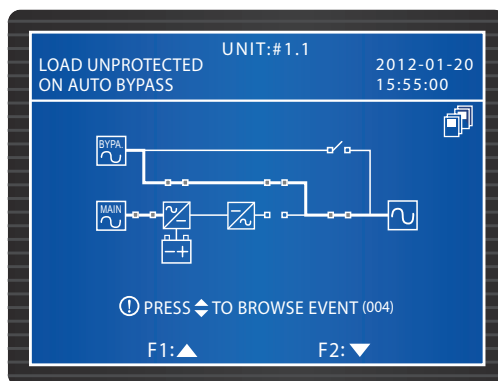 UNIT:#1.1
LOAD UNPROTECTED
ON AUTO BYPASS
2012-01-20
15:55:00
BYPA.
MAIN
PRESS TO BROWSE EVENT (004)
F1:
F2: